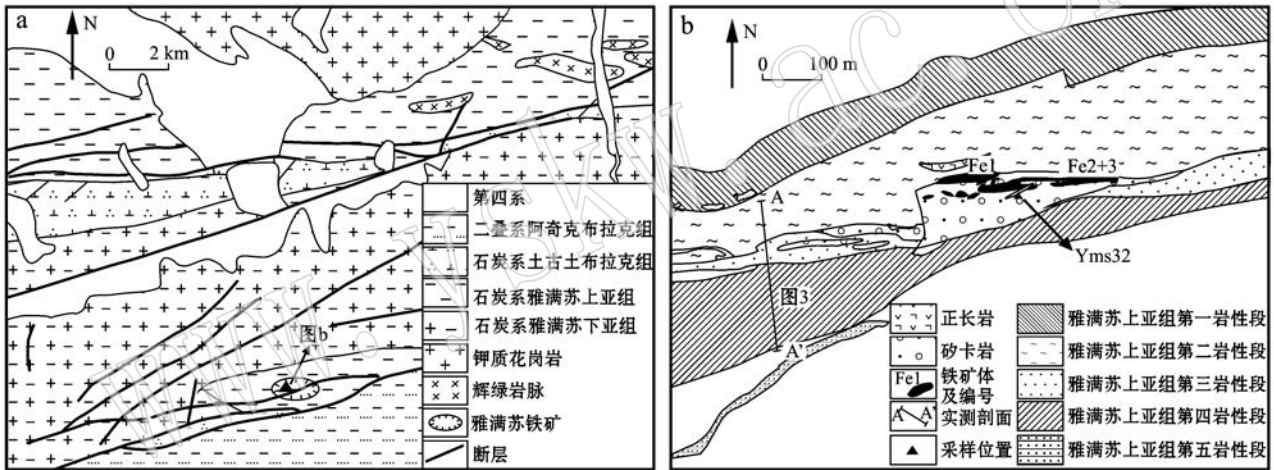 a
N
0 2 km
图b
第四系
二叠系阿奇克布拉克组
石炭系土古土布拉克组
石炭系雅满苏上亚组
石炭系雅满苏下亚组
钾质花岗岩
辉绿岩脉
雅满苏铁矿
断层
b
N
0 100 m
Fe1
Fe2+3
A
Yms32
图3
A'
正长岩
矽卡岩
Fe1 铁矿体及编号
A A' 实测剖面
采样位置
雅满苏上亚组第一岩性段
雅满苏上亚组第二岩性段
雅满苏上亚组第三岩性段
雅满苏上亚组第四岩性段
雅满苏上亚组第五岩性段
www.yskw.ac.c